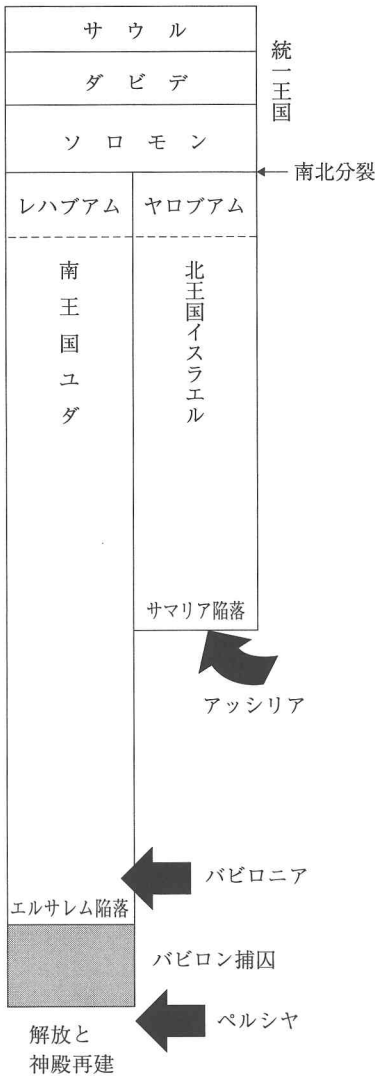 サウル
ダビデ
ソロモン
統一王国
南北分裂
レハブアム
ヤロブアム
南王国ユダ
北王国イスラエル
サマリア陥落
アッシリア
バビロニア
エルサレム陥落
バビロン捕囚
ペルシヤ
解放と
神殿再建